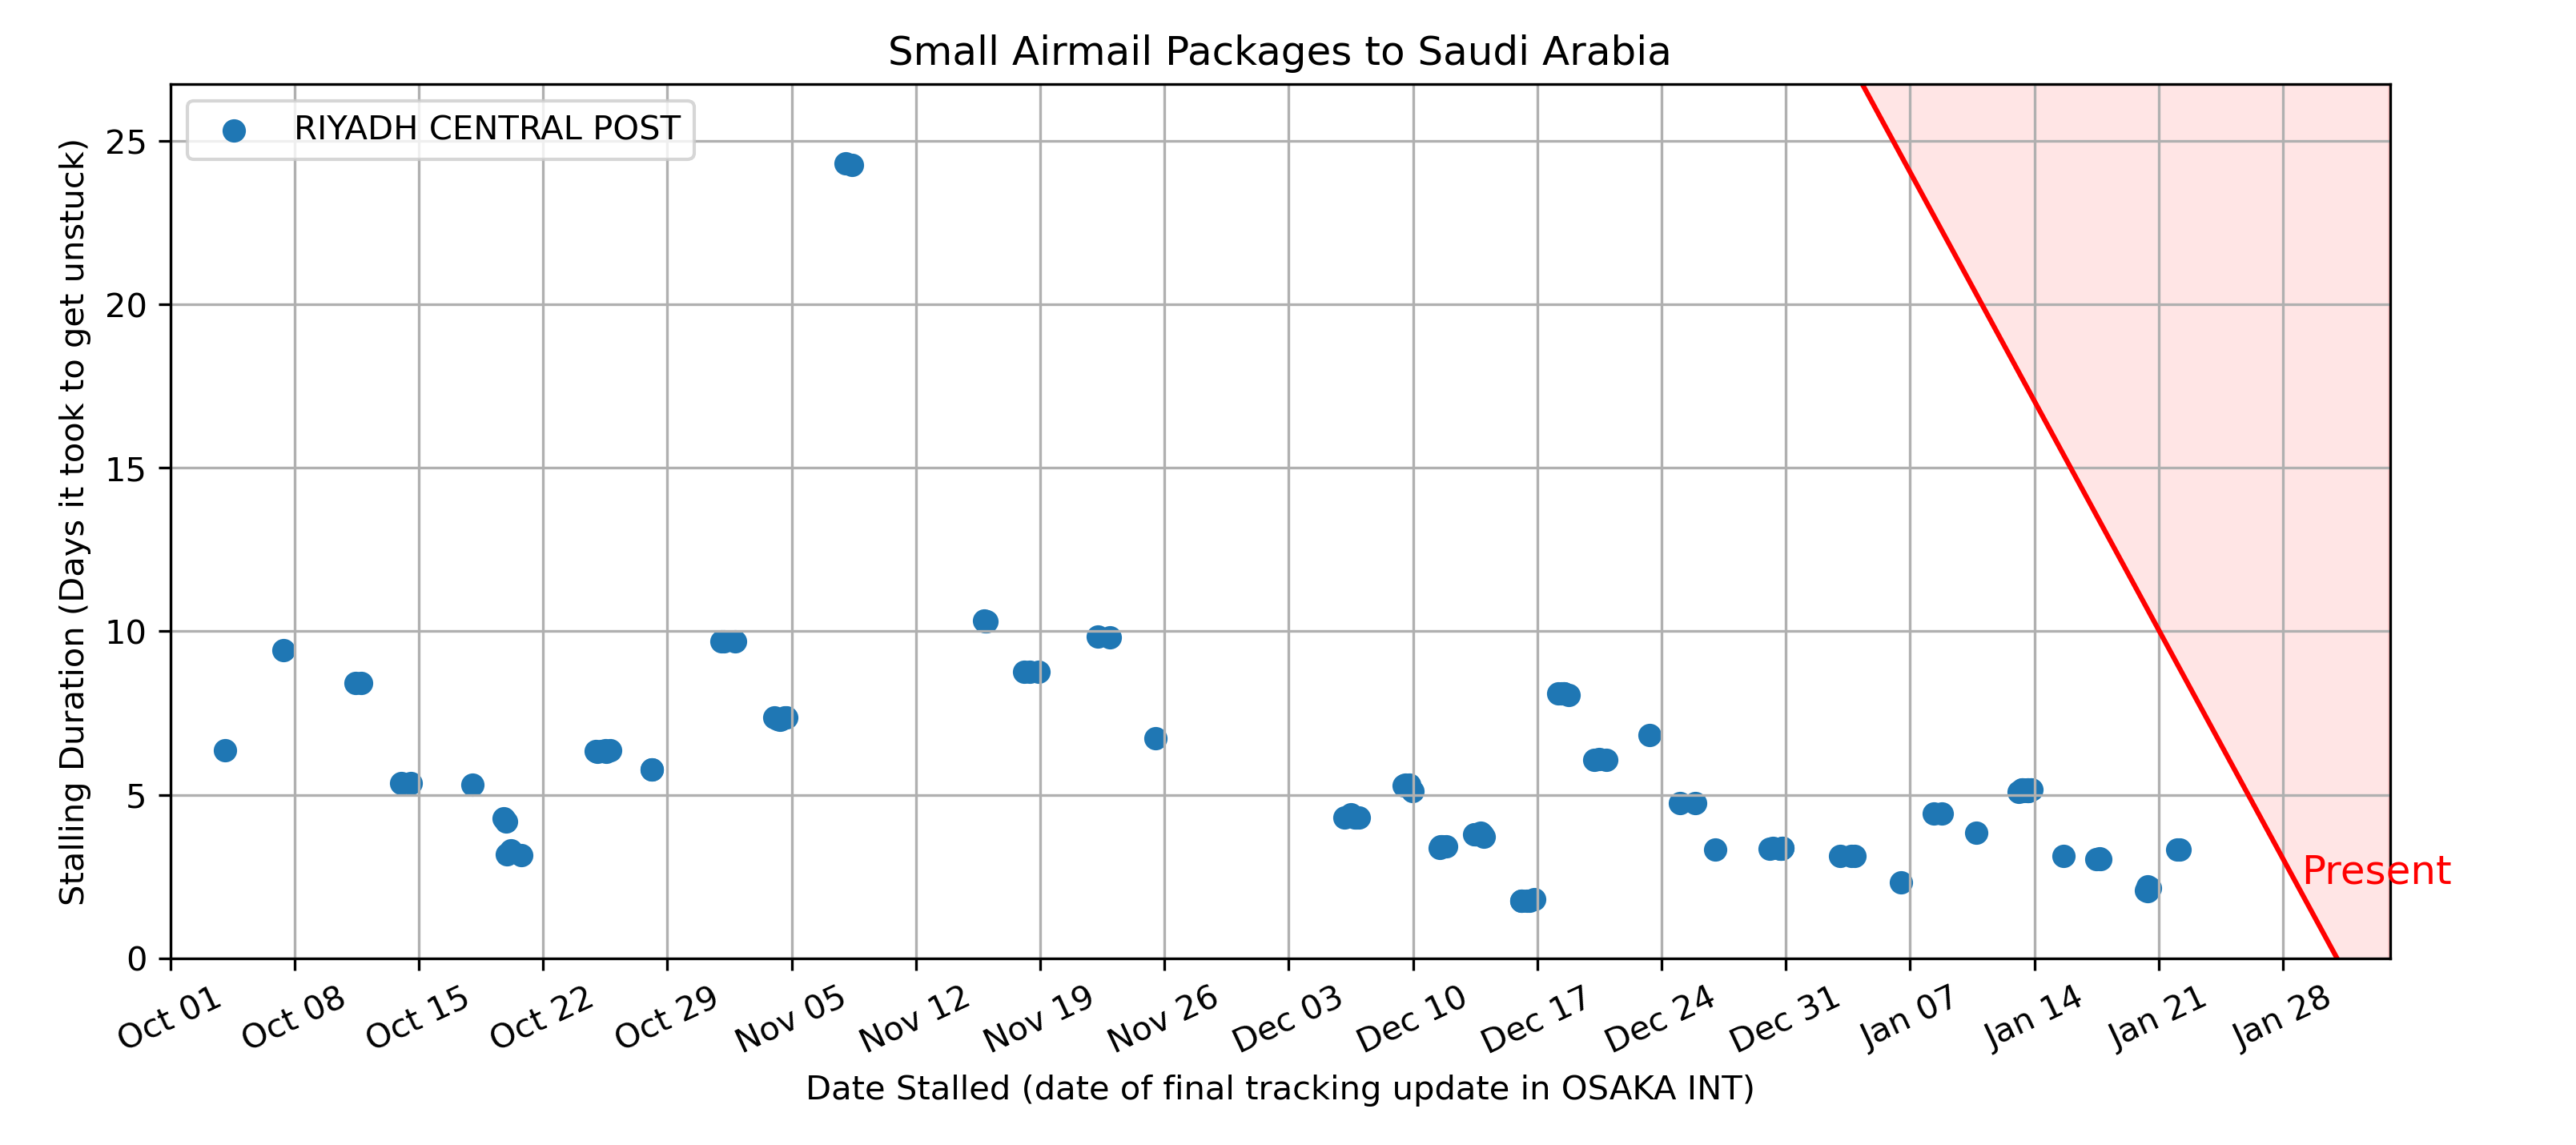 Small Airmail Packages to Saudi Arabia
RIYADH CENTRAL POST
Stalling Duration (Days it took to get unstuck)
25
20
15
10
5
0
Present
Oct 01
Oct 08
Oct 15
Oct 22
Oct 29
Nov 05
Nov 12
Nov 19
Nov 26
Dec 03
Dec 10
Dec 17
Dec 24
Dec 31
Jan 07
Jan 14
Jan 21
Jan 28
Date Stalled (date of final tracking update in OSAKA INT)